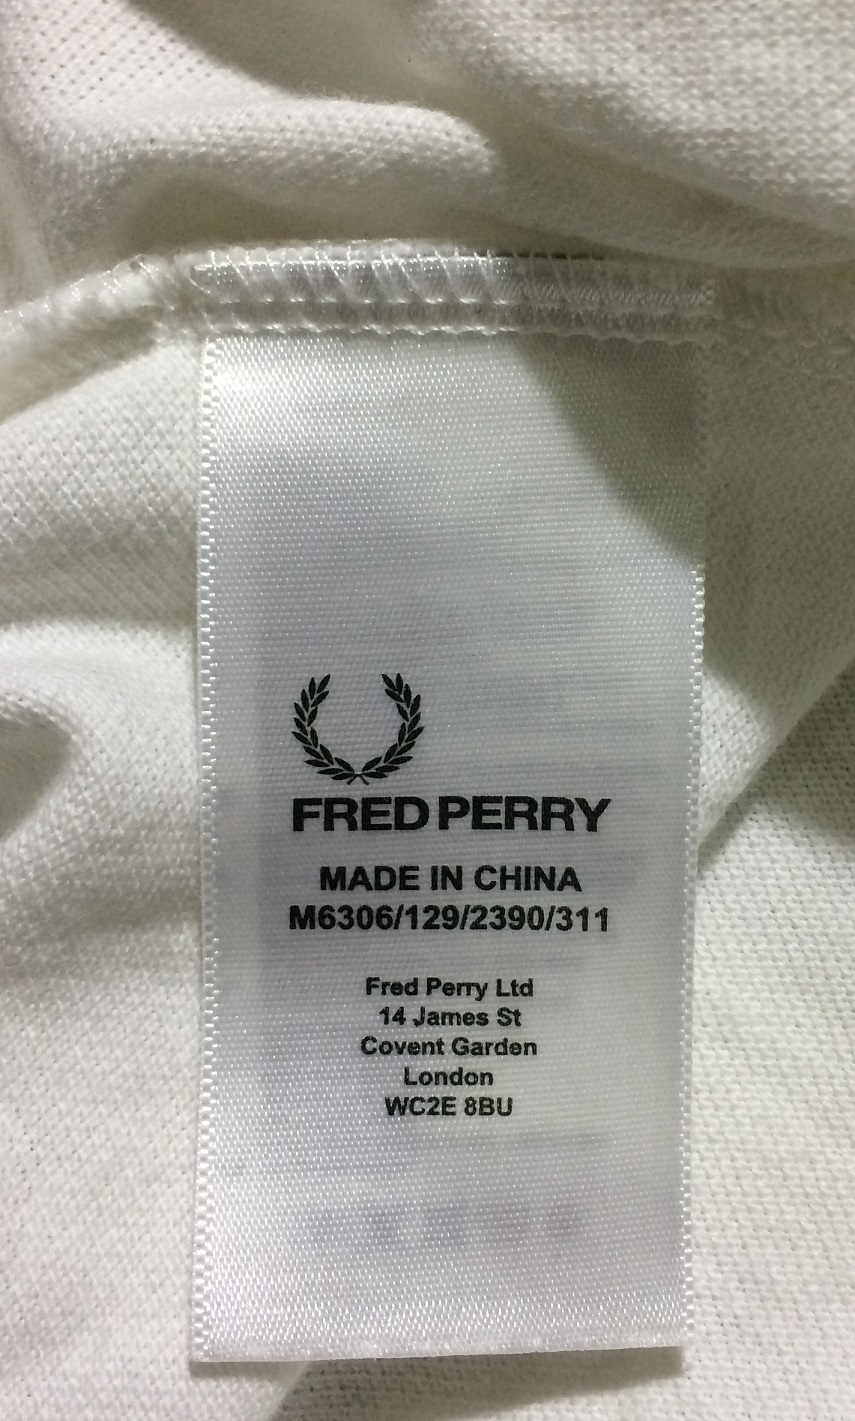 FRED PERRY
MADE IN CHINA
M6306/129/2390/311
Fred Perry Ltd
14 James St
Covent Garden
London
WC2E 8BU